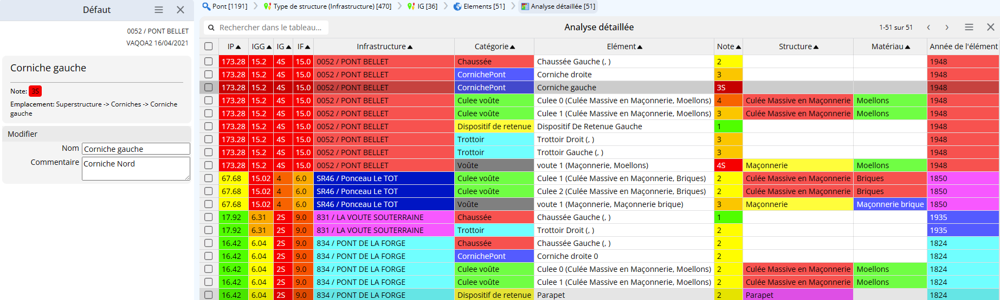 Défaut
0052 / PONT BELLET
VAQOA2 16/04/2021
Corniche gauche
Note: 3S
Emplacement: Superstructure -> Corniches -> Corniche
gauche
Modifier
Nom Corniche gauche
Commentaire Corniche Nord
Pont [1191] Type de structure (Infrastructure) [470] IG [36] Elements [51] Analyse détaillée [51]
Rechercher dans le tableau... Analyse détaillée 1-51 sur 51
IP IGG IG IF Infrastructure Catégorie Elément Note Structure Matériau Année de l'élément
173.28 15.2 4S 15.0 0052 / PONT BELLET Chaussée Chaussée Gauche (, ) 2 1948
173.28 15.2 4S 15.0 0052 / PONT BELLET CornichePont Corniche droite 3 1948
173.28 15.2 4S 15.0 0052 / PONT BELLET CornichePont Corniche gauche 3S 1948
173.28 15.2 4S 15.0 0052 / PONT BELLET Culee voûte Culee 0 (Culée Massive en Maçonnerie, Moellons) 4 Culée Massive en Maçonnerie Moellons 1948
173.28 15.2 4S 15.0 0052 / PONT BELLET Culee voûte Culee 1 (Culée Massive en Maçonnerie, Moellons) 3 Culée Massive en Maçonnerie Moellons 1948
173.28 15.2 4S 15.0 0052 / PONT BELLET Dispositif de retenue Dispositif De Retenue Gauche 1 1948
173.28 15.2 4S 15.0 0052 / PONT BELLET Trottoir Trottoir Droit (, ) 3 1948
173.28 15.2 4S 15.0 0052 / PONT BELLET Trottoir Trottoir Gauche (, ) 3 1948
173.28 15.2 4S 15.0 0052 / PONT BELLET Voûte voute 1 (Maçonnerie, Moellons) 4S Maçonnerie Moellons 1948
67.68 15.02 4 6.0 SR46 / Ponceau Le TOT Culee voûte Culee 1 (Culée Massive en Maçonnerie, Briques) 2 Culée Massive en Maçonnerie Briques 1850
67.68 15.02 4 6.0 SR46 / Ponceau Le TOT Culee voûte Culee 2 (Culée Massive en Maçonnerie, Briques) 2 Culée Massive en Maçonnerie Briques 1850
67.68 15.02 4 6.0 SR46 / Ponceau Le TOT Voûte voute 1 (Maçonnerie, Maçonnerie brique) 3 Maçonnerie Maçonnerie brique 1850
17.92 6.31 2S 9.0 831 / LA VOUTE SOUTERRAINE Chaussée Chaussée Gauche (, ) 1 1935
17.92 6.31 2S 9.0 831 / LA VOUTE SOUTERRAINE Trottoir Trottoir Droit (, ) 2 1935
16.42 6.04 2S 9.0 834 / PONT DE LA FORGE Chaussée Chaussée Gauche (, ) 2 1824
16.42 6.04 2S 9.0 834 / PONT DE LA FORGE CornichePont Corniche droite 0 2 1824
16.42 6.04 2S 9.0 834 / PONT DE LA FORGE Culee voûte Culee 0 (Culée Massive en Maçonnerie, Moellons) 2 Culée Massive en Maçonnerie Moellons 1824
16.42 6.04 2S 9.0 834 / PONT DE LA FORGE Culee voûte Culee 1 (Culée Massive en Maçonnerie, Moellons) 2 Culée Massive en Maçonnerie Moellons 1824
16.42 6.04 2S 9.0 834 / PONT DE LA FORGE Dispositif de retenue Parapet 2 Parapet 1824